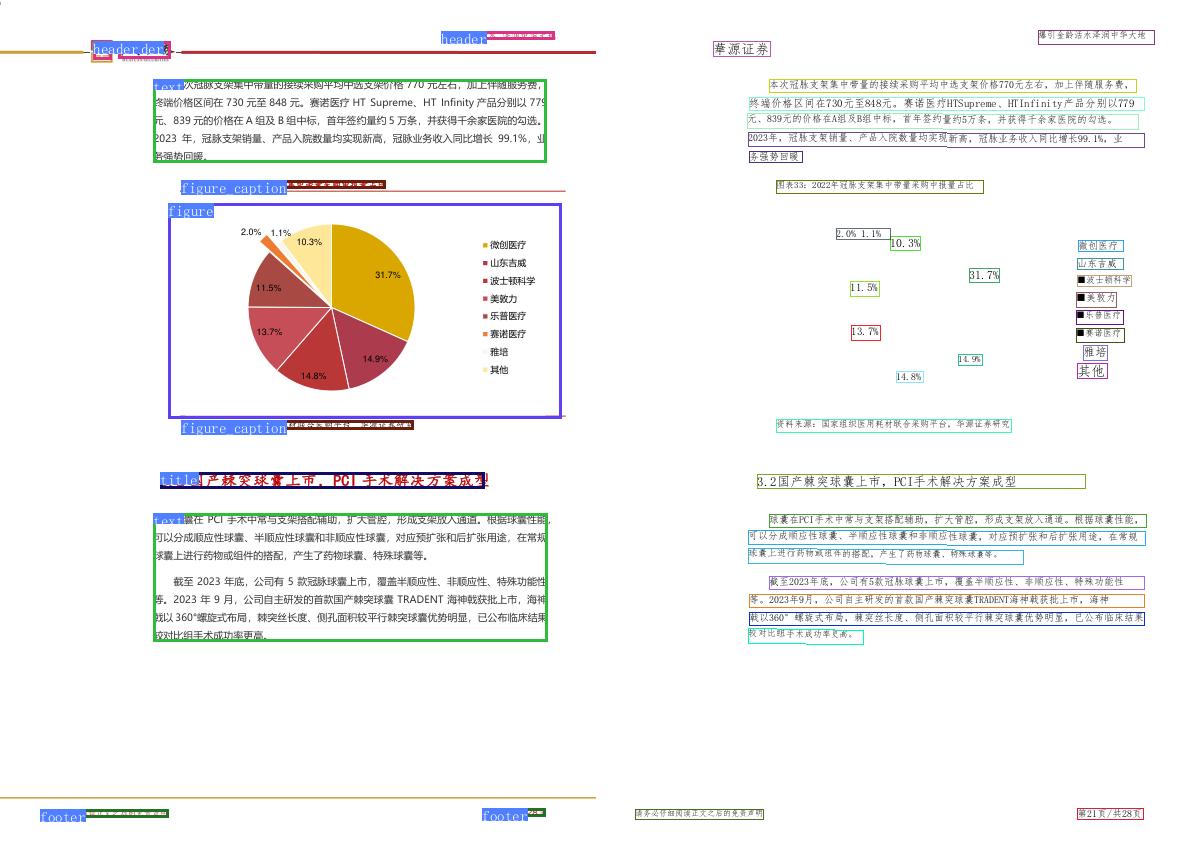 header
header
text
次冠脉支架集中带量的接续采购平均中选支架价格 770 元左右，加上伴随服务费，
终端价格区间在 730 元至 848 元。赛诺医疗 HT Supreme、HT Infinity 产品分别以 779
元、839 元的价格在 A 组及 B 组中标，首年签约量约 5 万条，并获得千余家医院的勾选。
2023 年，冠脉支架销量、产品入院数量均实现新高，冠脉业务收入同比增长 99.1%，业
务强势回暖。
figure_caption
figure
2.0%
1.1%
10.3%
31.7%
11.5%
13.7%
14.8%
14.9%
微创医疗
山东吉威
波士顿科学
美敦力
乐普医疗
赛诺医疗
雅培
其他
figure_caption
title
国产棘突球囊上市，PCI 手术解决方案成型
text
囊在 PCI 手术中常与支架搭配辅助，扩大管腔，形成支架放入通道。根据球囊性能，
可以分成顺应性球囊、半顺应性球囊和非顺应性球囊，对应预扩张和后扩张用途，在常规
球囊上进行药物或组件的搭配，产生了药物球囊、特殊球囊等。
截至 2023 年底，公司有 5 款冠脉球囊上市，覆盖半顺应性、非顺应性、特殊功能性
等。2023 年 9 月，公司自主研发的首款国产棘突球囊 TRADENT 海神戟获批上市，海神
戟以 360°螺旋式布局，棘突丝长度、侧孔面积较平行棘突球囊优势明显，已公布临床结果
较对比组手术成功率更高。
footer
footer
爆引金龄活水泽润中华大地
華源证券
本次冠脉支架集中带量的接续采购平均中选支架价格770元左右，加上伴随服务费，
终端价格区间在730元至848元。赛诺医疗HTSupreme、HTInfinity产品分别以779
元、839元的价格在A组及B组中标，首年签约量约5万条，并获得千余家医院的勾选。
2023年，冠脉支架销量、产品入院数量均实现新高，冠脉业务收入同比增长99.1%，业
务强势回暖
图表33：2022年冠脉支架集中带量采购中报量占比
2.0% 1.1%
10.3%
31.7%
11.5%
13.7%
14.9%
14.8%
微创医疗
山东吉威
■波士顿科学
■美敦力
■乐普医疗
■赛诺医疗
雅培
其他
资料来源：国家组织医用耗材联合采购平台，华源证券研究
3.2国产棘突球囊上市，PCI手术解决方案成型
球囊在PCI手术中常与支架搭配辅助，扩大管腔，形成支架放入通道。根据球囊性能，
可以分成顺应性球囊、半顺应性球囊和非顺应性球囊，对应预扩张和后扩张用途，在常规
球囊上进行药物或组件的搭配，产生了药物球囊、特殊球囊等。
截至2023年底，公司有5款冠脉球囊上市，覆盖半顺应性、非顺应性、特殊功能性
等。2023年9月，公司自主研发的首款国产棘突球囊TRADENT海神戟获批上市，海神
戟以360°螺旋式布局，棘突丝长度、侧孔面积较平行棘突球囊优势明显，已公布临床结果
较对比组手术成功率更高。
请务必仔细阅读正文之后的免责声明
第21页/共28页